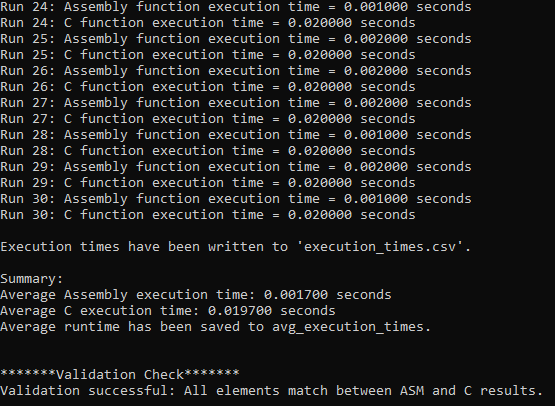 Run 24: Assembly function execution time = 0.001000 seconds
Run 24: C function execution time = 0.020000 seconds
Run 25: Assembly function execution time = 0.002000 seconds
Run 25: C function execution time = 0.020000 seconds
Run 26: Assembly function execution time = 0.002000 seconds
Run 26: C function execution time = 0.020000 seconds
Run 27: Assembly function execution time = 0.002000 seconds
Run 27: C function execution time = 0.020000 seconds
Run 28: Assembly function execution time = 0.001000 seconds
Run 28: C function execution time = 0.020000 seconds
Run 29: Assembly function execution time = 0.002000 seconds
Run 29: C function execution time = 0.020000 seconds
Run 30: Assembly function execution time = 0.001000 seconds
Run 30: C function execution time = 0.020000 seconds
Execution times have been written to 'execution_times.csv'.
Summary:
Average Assembly execution time: 0.001700 seconds
Average C execution time: 0.019700 seconds
Average runtime has been saved to avg_execution_times.
*******Validation Check*******
Validation successful: All elements match between ASM and C results.